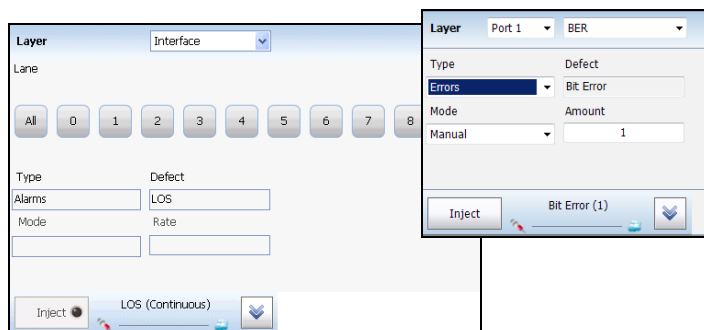 Layer Interface
Lane
All 0 1 2 3 4 5 6 7 8
Type Defect
Alarms LOS
Mode Rate
Inject LOS (Continuous)
Layer Port 1 BER
Type Defect
Errors Bit Error
Mode Amount
Manual 1
Inject Bit Error (1)